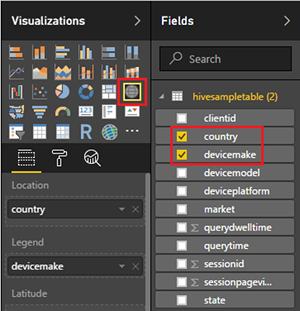 Visualizations
Fields
Search
hivesampletable (2)
clientid
country
devicemake
devicemodel
deviceplatform
market
querydwelltime
querytime
sessionid
sessionpagevi...
state
R
...
Location
country
Legend
devicemake
Latitude